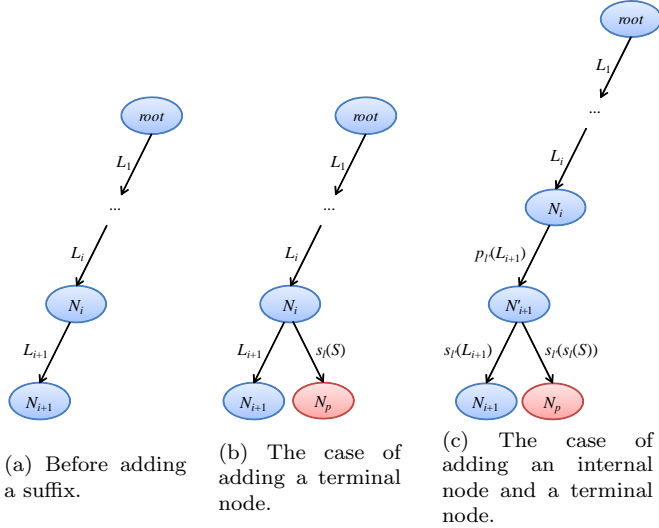 root
L1
...
Li
Ni
Li+1
Ni+1
(a) Before adding
a suffix.
root
L1
...
Li
Ni
Li+1
sl(S)
Ni+1
Np
(b) The case of
adding a terminal
node.
root
L1
...
Li
Ni
pl(Li+1)
N'i+1
sl(Li+1)
sl(sl(S))
Ni+1
Np
(c) The case of
adding an internal
node and a terminal
node.